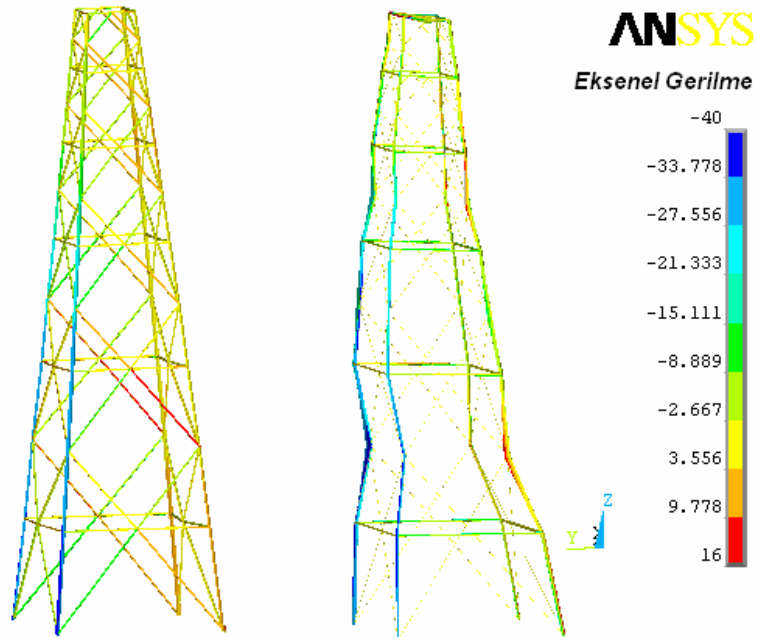 ANSYS
Eksenel Gerilme
-40
-33.778
-27.556
-21.333
-15.111
-8.889
-2.667
3.556
9.778
16
Z
Y